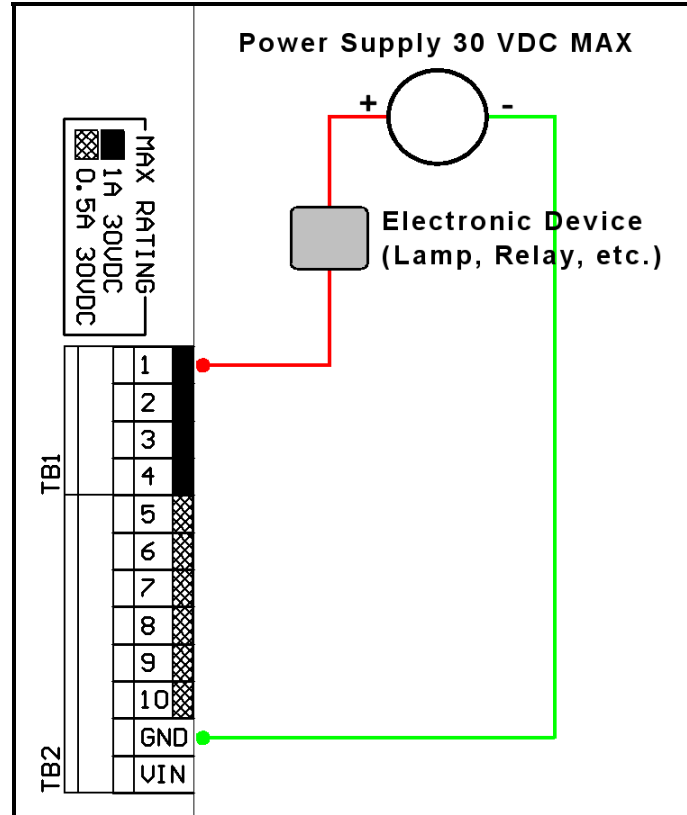 Power Supply 30 VDC MAX
+
-
MAX RATING
1A 30VDC
0.5A 30VDC
Electronic Device
(Lamp, Relay, etc.)
TB1
1
2
3
4
5
6
7
8
9
10
GND
VIN
TB2